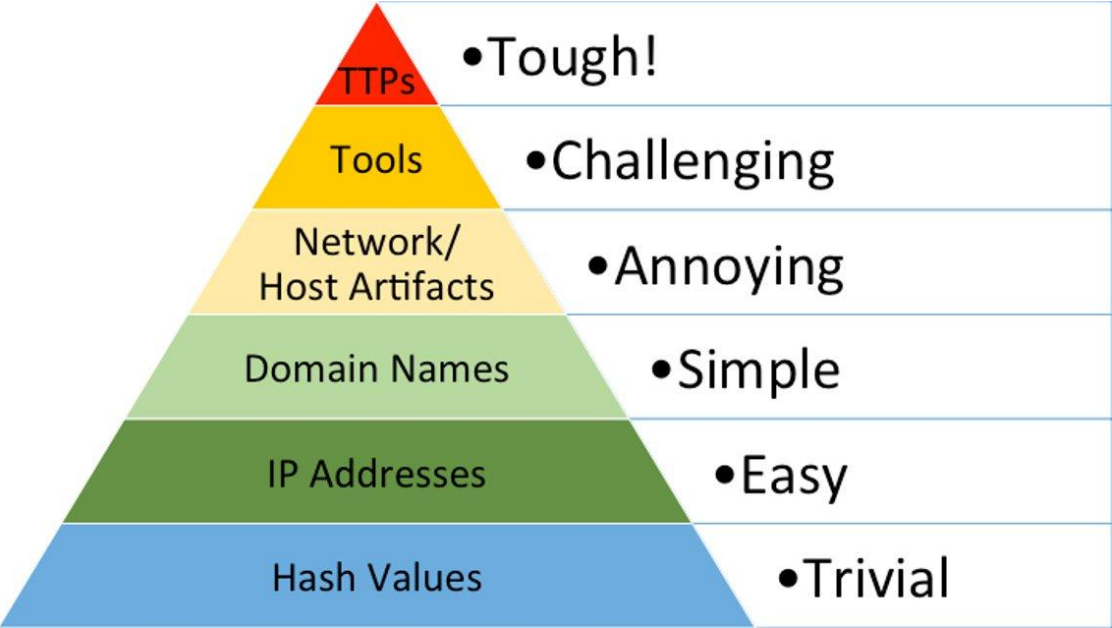 TTPs
•Tough!
Tools
•Challenging
Network/
Host Artifacts
•Annoying
Domain Names
•Simple
IP Addresses
•Easy
Hash Values
•Trivial